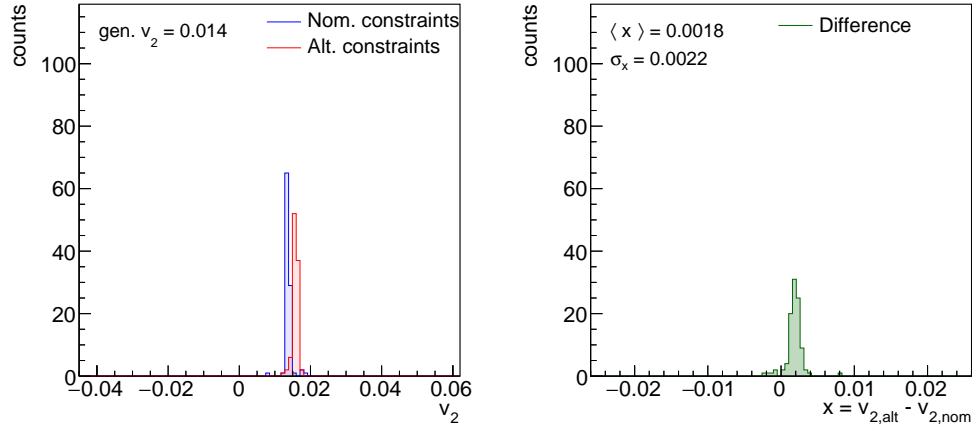 gen. v2 = 0.014
Nom. constraints
Alt. constraints
counts
100
80
60
40
20
0
−0.04 −0.02 0 0.02 0.04 0.06
v2
⟨ x ⟩ = 0.0018
σx = 0.0022
Difference
counts
100
80
60
40
20
0
−0.02 −0.01 0 0.01 0.02
x = v2,alt - v2,nom